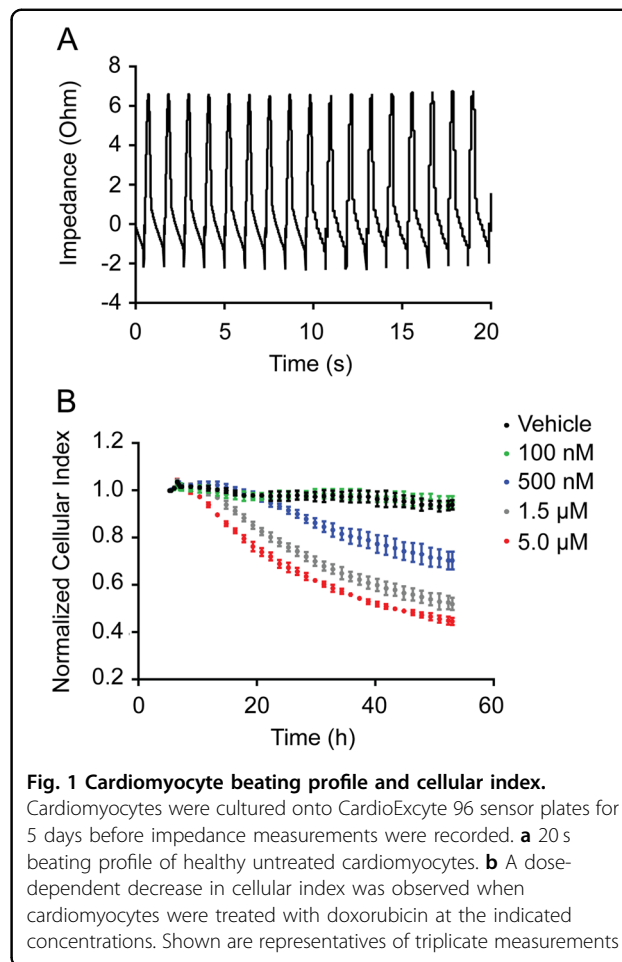 A
Impedance (Ohm)
8
6
4
2
0
-2
-4
0 5 10 15 20
Time (s)
B
Normalized Cellular Index
1.2
1.0
0.8
0.6
0.4
0.2
0 20 40 60
Time (h)
Vehicle
100 nM
500 nM
1.5 µM
5.0 µM
Fig. 1 Cardiomyocyte beating profile and cellular index.
Cardiomyocytes were cultured onto CardioExcyte 96 sensor plates for
5 days before impedance measurements were recorded. a 20 s
beating profile of healthy untreated cardiomyocytes. b A dose-
dependent decrease in cellular index was observed when
cardiomyocytes were treated with doxorubicin at the indicated
concentrations. Shown are representatives of triplicate measurements